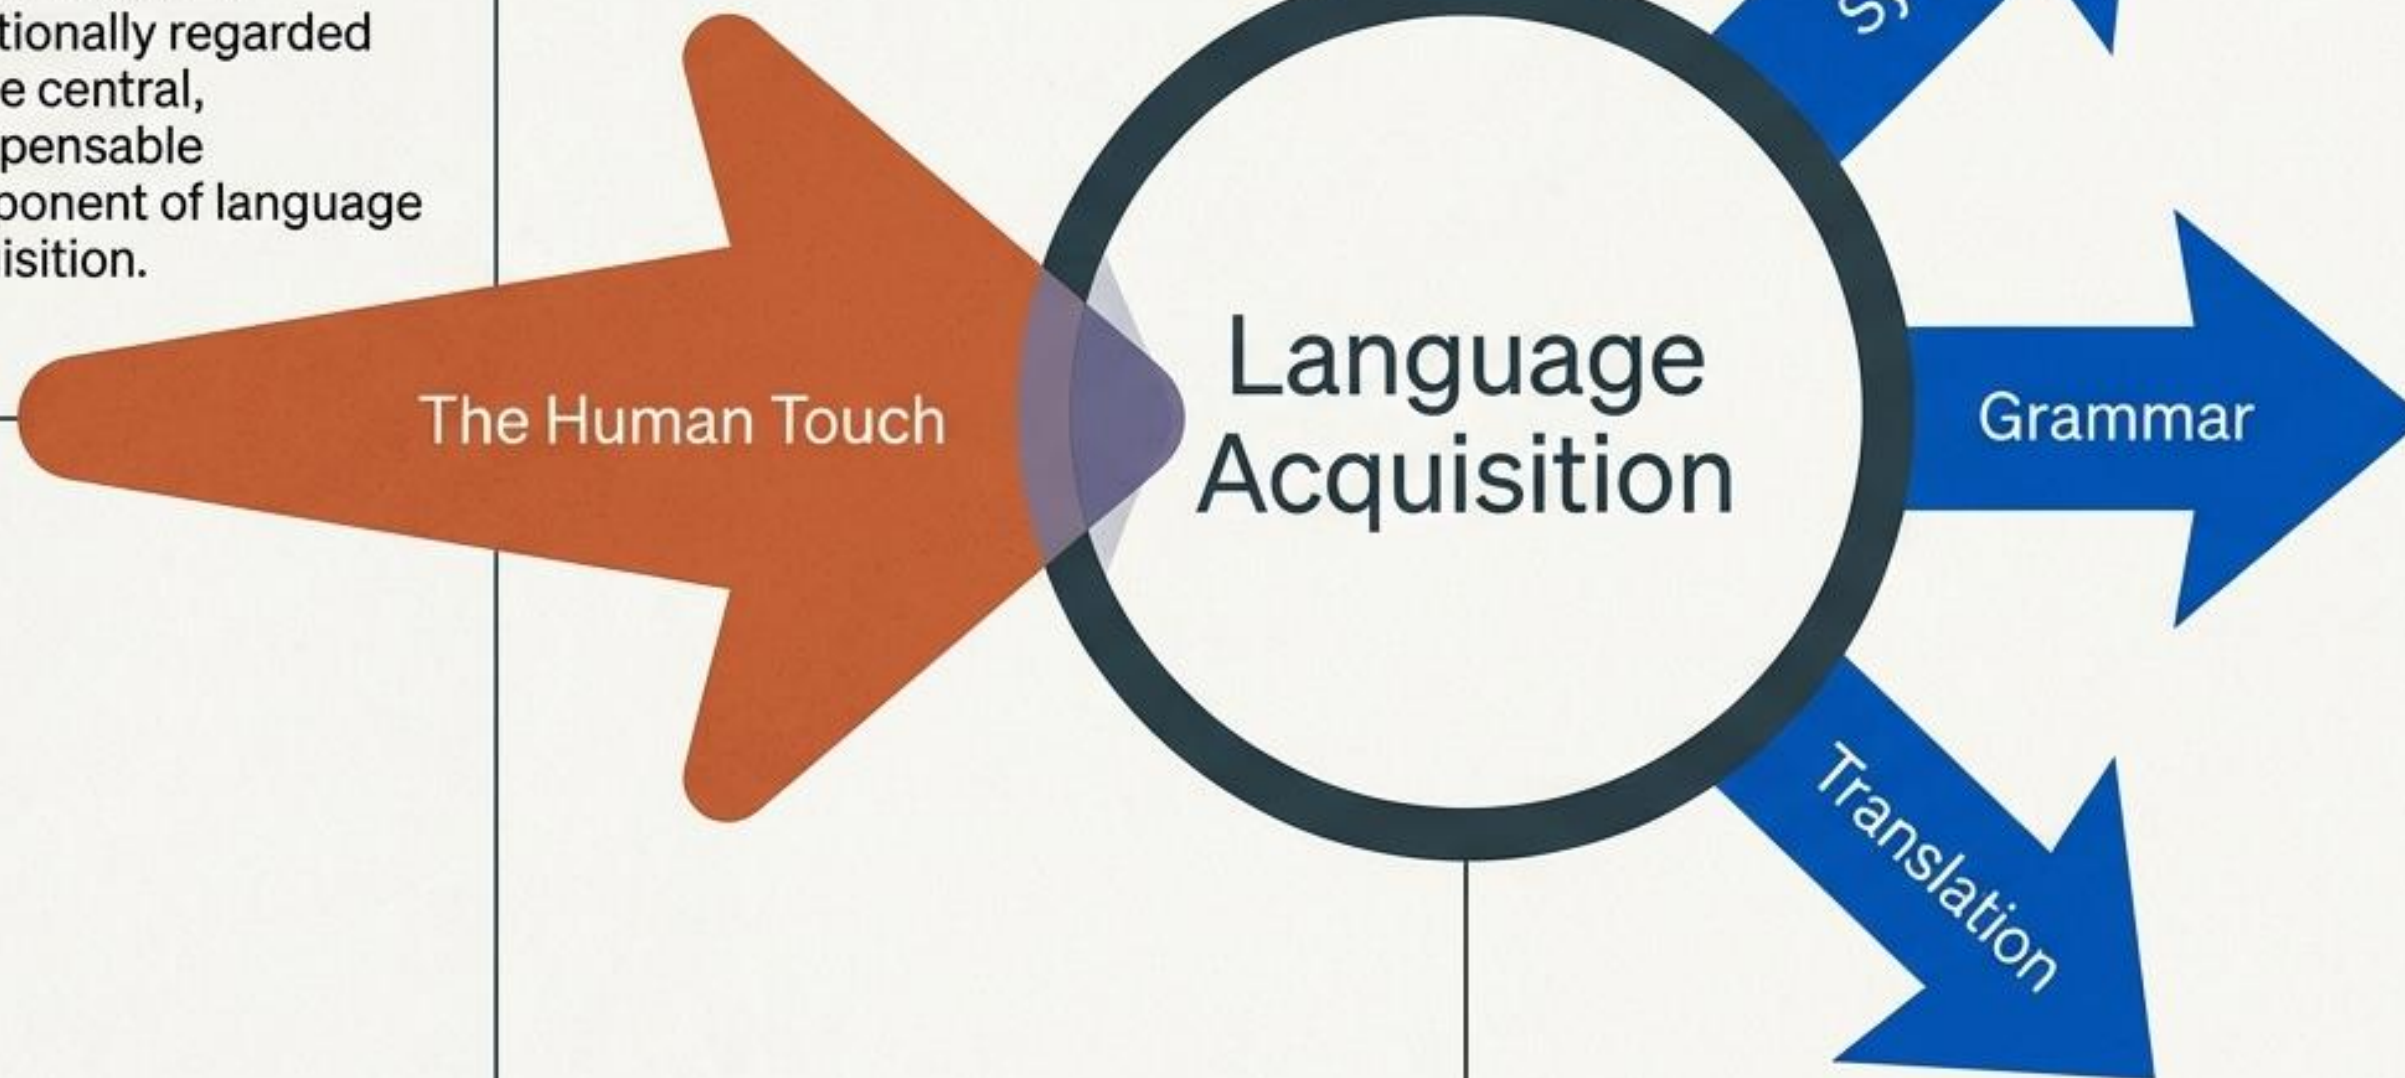 tionally regarded
e central,
pensable
ponent of language
isition.
The Human Touch
Language
Acquisition
Grammar
Translation